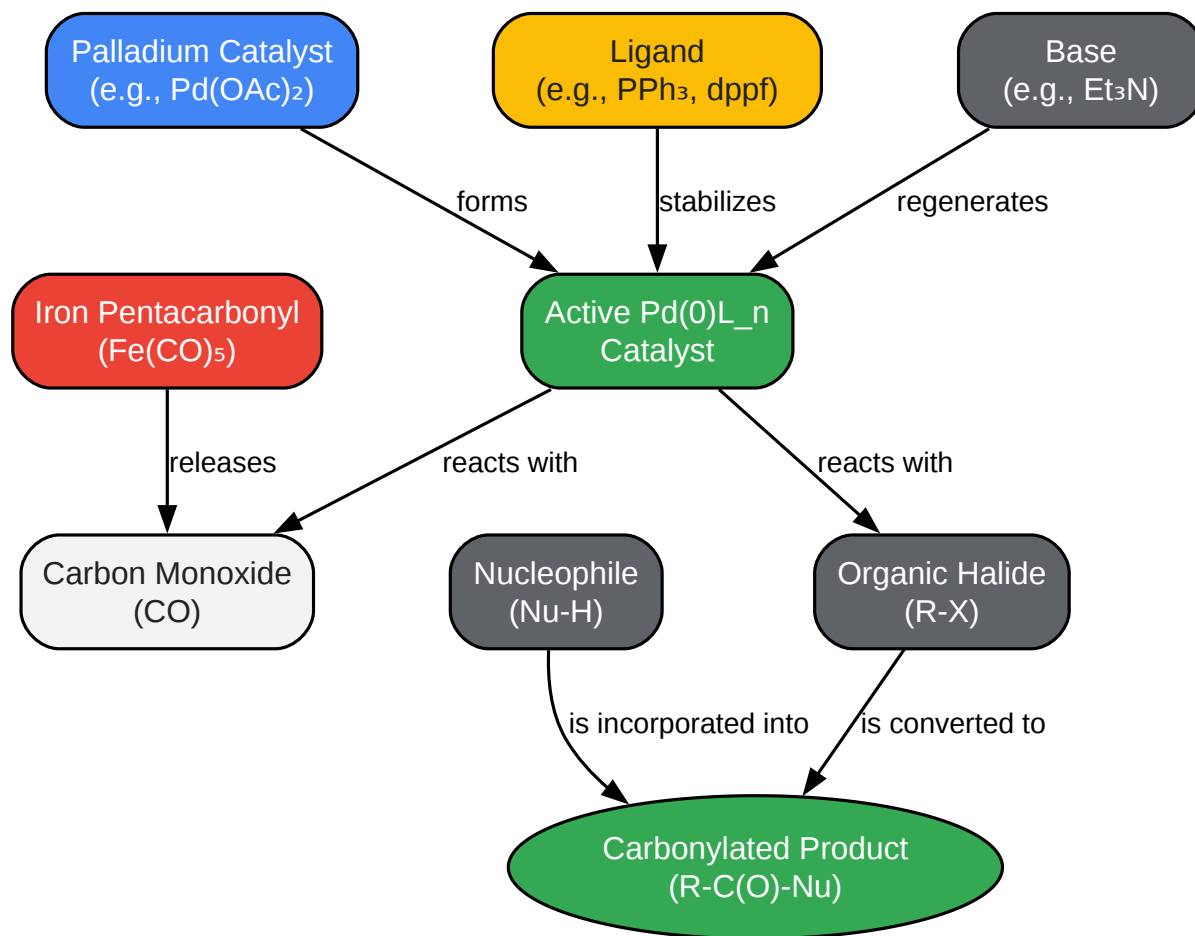 Palladium Catalyst
(e.g., Pd(OAc)₂)
Ligand
(e.g., PPh₃, dppf)
Base
(e.g., Et₃N)
forms
stabilizes
regenerates
Iron Pentacarbonyl
(Fe(CO)₅)
Active Pd(0)L_n
Catalyst
releases
reacts with
reacts with
Carbon Monoxide
(CO)
Nucleophile
(Nu-H)
Organic Halide
(R-X)
is incorporated into
is converted to
Carbonylated Product
(R-C(O)-Nu)